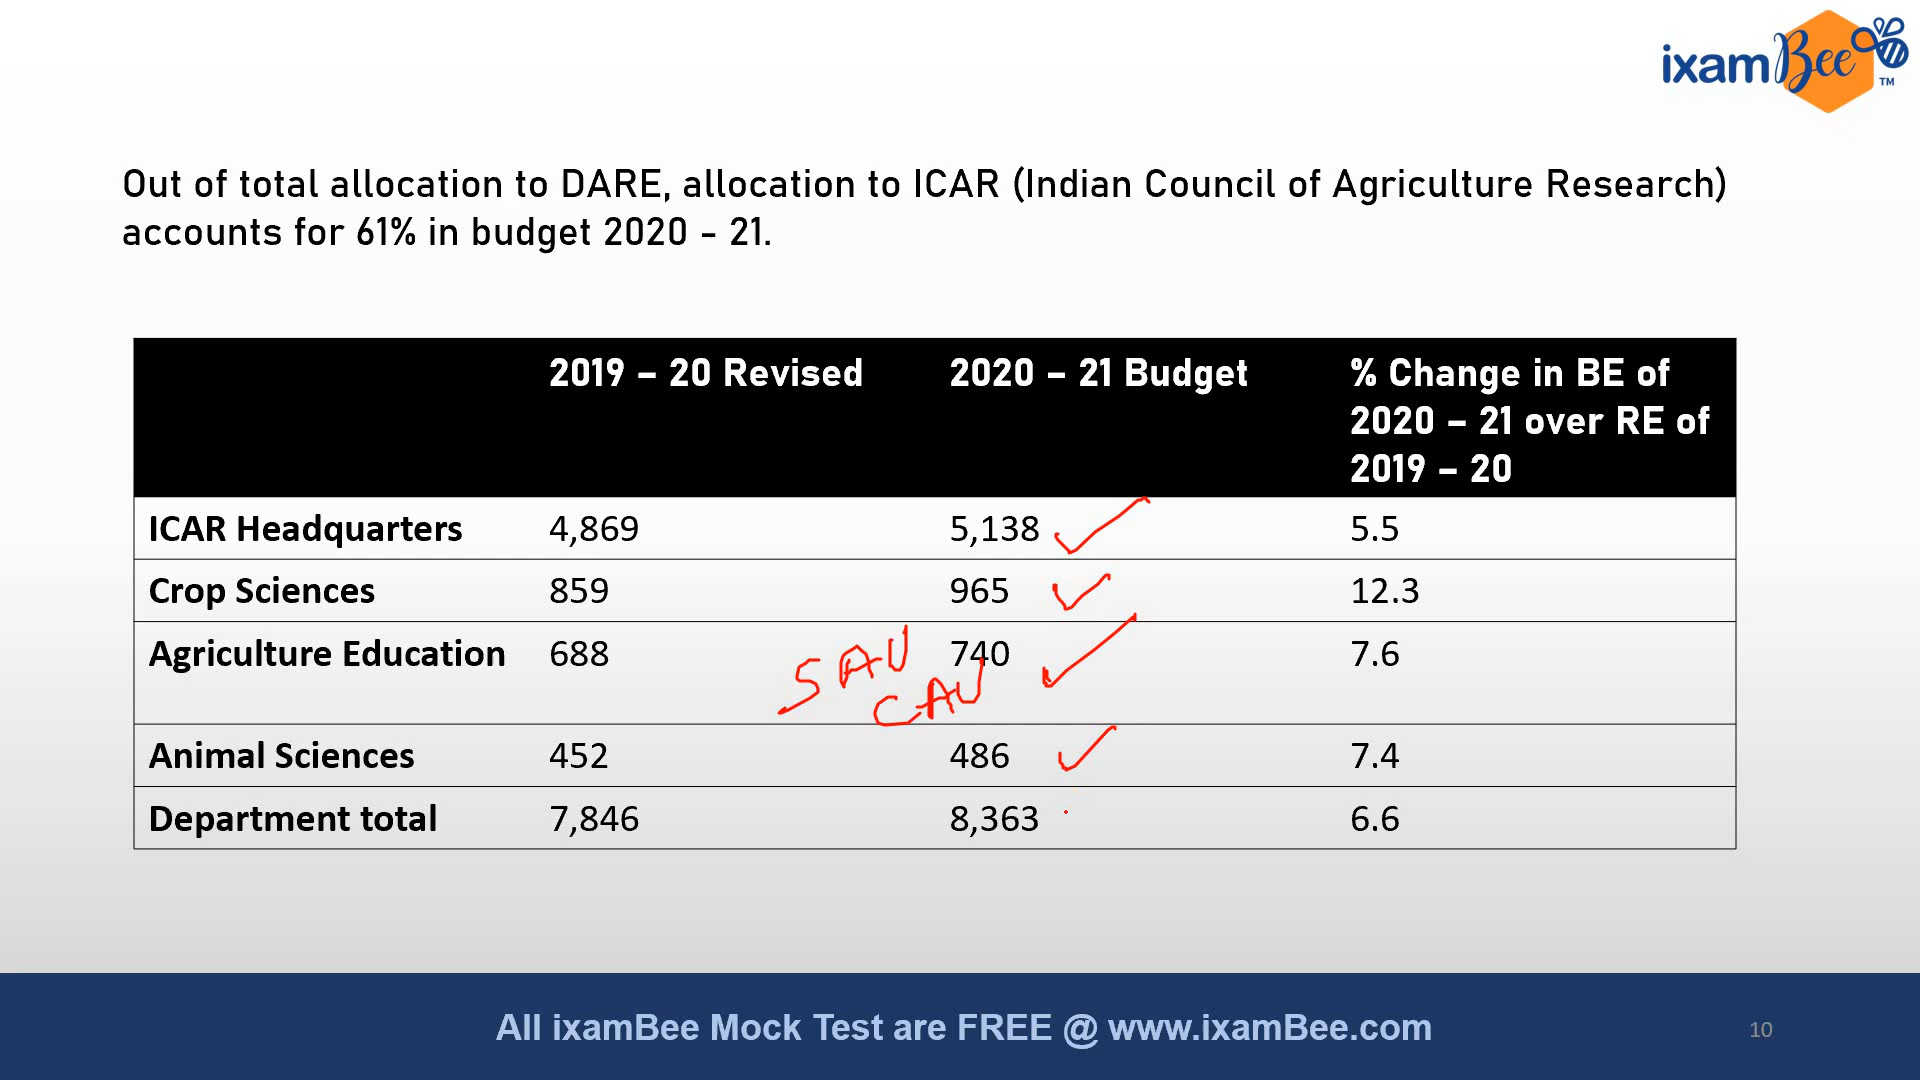 ixamBee TM
Out of total allocation to DARE, allocation to ICAR (Indian Council of Agriculture Research)
accounts for 61% in budget 2020 - 21.
2019 – 20 Revised 2020 – 21 Budget % Change in BE of
2020 – 21 over RE of
2019 – 20
ICAR Headquarters 4,869 5,138 5.5
Crop Sciences 859 965 12.3
Agriculture Education 688 740 7.6
SAU
CAU
Animal Sciences 452 486 7.4
Department total 7,846 8,363 6.6
All ixamBee Mock Test are FREE @ www.ixamBee.com 10